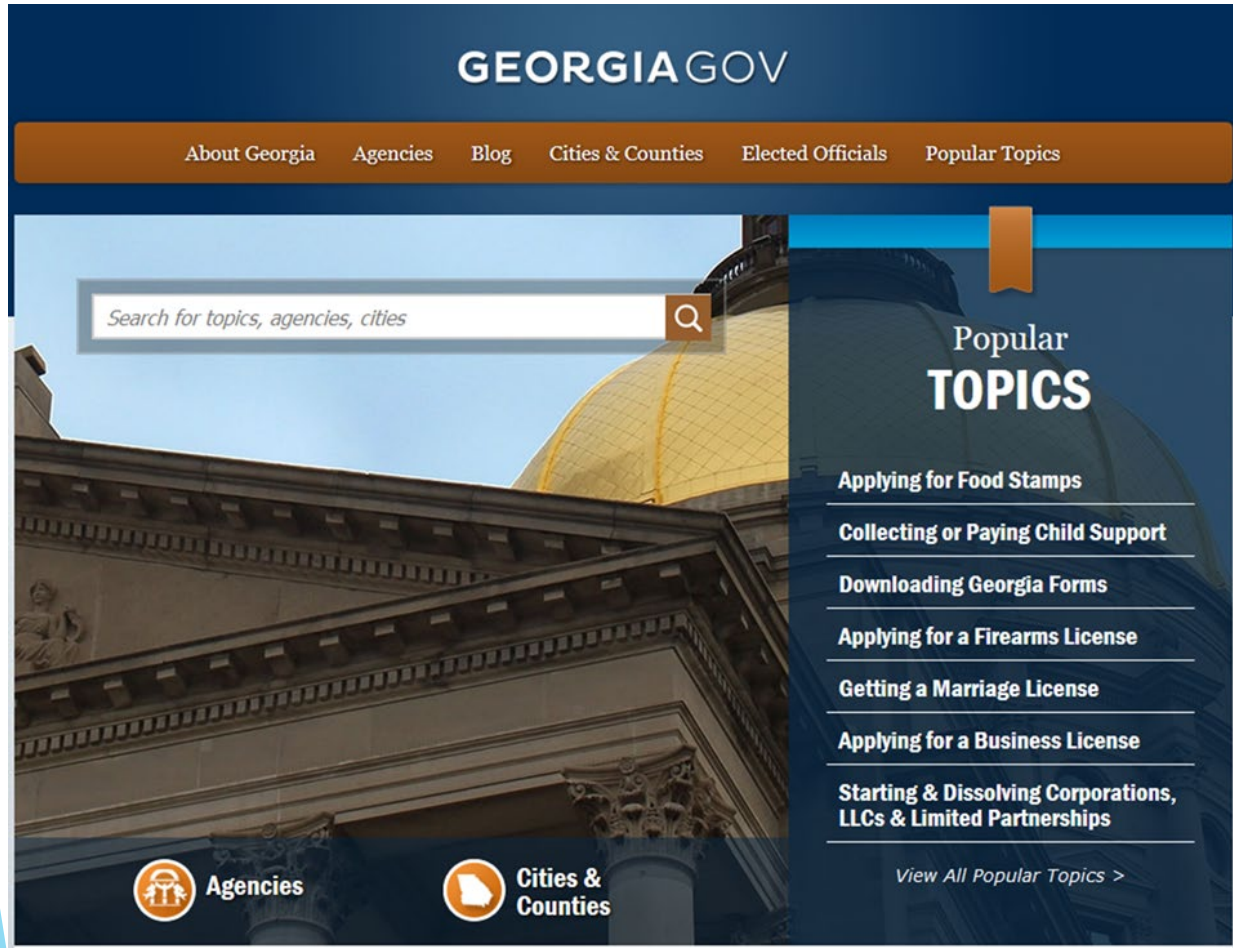 GEORGIAGOV
About Georgia Agencies Blog Cities & Counties Elected Officials Popular Topics
Search for topics, agencies, cities
Popular
TOPICS
Applying for Food Stamps
Collecting or Paying Child Support
Downloading Georgia Forms
Applying for a Firearms License
Getting a Marriage License
Applying for a Business License
Starting & Dissolving Corporations,
LLCs & Limited Partnerships
View All Popular Topics >
Agencies
Cities &
Counties